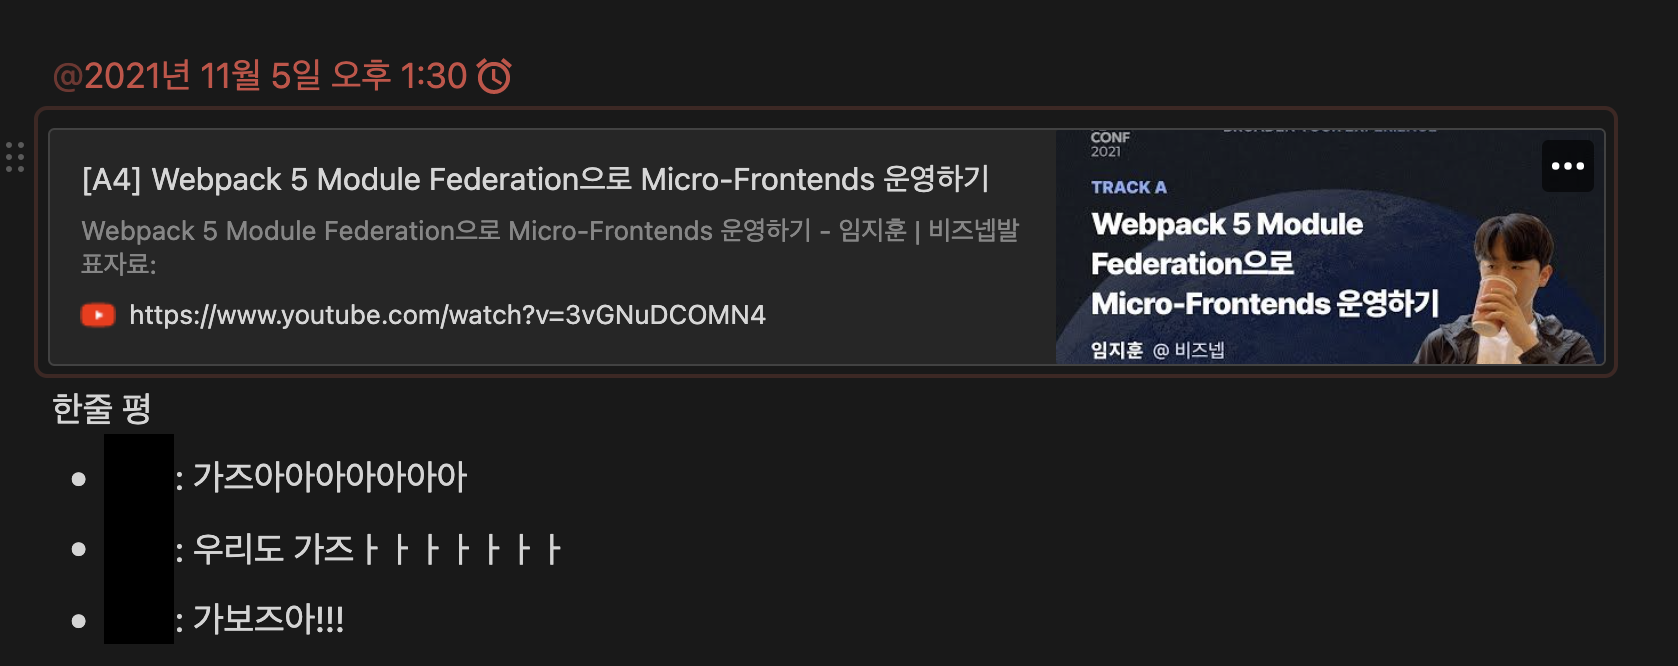 @2021년 11월 5일 오후 1:30
[A4] Webpack 5 Module Federation으로 Micro-Frontends 운영하기
Webpack 5 Module Federation으로 Micro-Frontends 운영하기 - 임지훈 | 비즈넵발
표자료:
https://www.youtube.com/watch?v=3vGNuDCOMN4
CONF
2021
TRACK A
Webpack 5 Module
Federation으로
Micro-Frontends 운영하기
임지훈 @ 비즈넵
한줄 평
: 가즈아아아아아아아
: 우리도 가즈ㅏㅏㅏㅏㅏㅏㅏ
: 가보즈아!!!